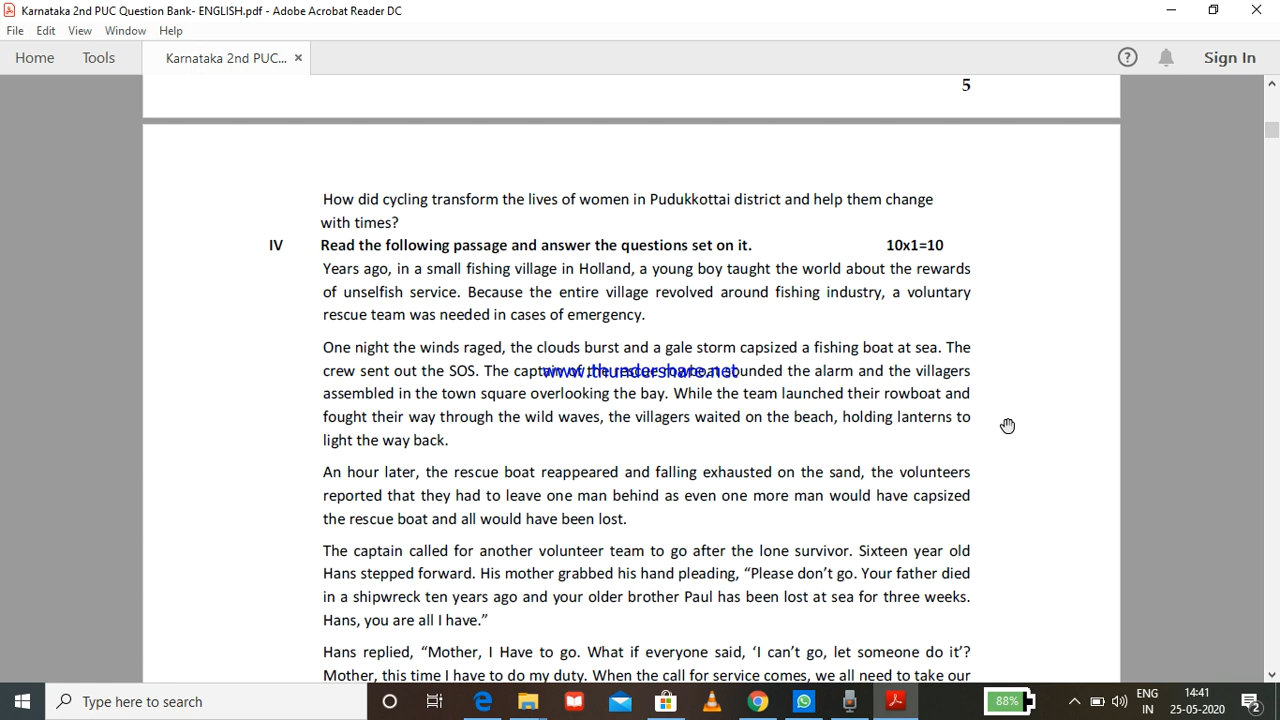 Karnataka 2nd PUC Question Bank- ENGLISH.pdf - Adobe Acrobat Reader DC
File Edit View Window Help
Home Tools Karnataka 2nd PUC... × ? Sign In
5
How did cycling transform the lives of women in Pudukkottai district and help them change
with times?
IV Read the following passage and answer the questions set on it. 10x1=10
Years ago, in a small fishing village in Holland, a young boy taught the world about the rewards
of unselfish service. Because the entire village revolved around fishing industry, a voluntary
rescue team was needed in cases of emergency.
One night the winds raged, the clouds burst and a gale storm capsized a fishing boat at sea. The
crew sent out the SOS. The captain of the rescue rowboat sounded the alarm and the villagers
www.thundershare.net
assembled in the town square overlooking the bay. While the team launched their rowboat and
fought their way through the wild waves, the villagers waited on the beach, holding lanterns to
light the way back.
An hour later, the rescue boat reappeared and falling exhausted on the sand, the volunteers
reported that they had to leave one man behind as even one more man would have capsized
the rescue boat and all would have been lost.
The captain called for another volunteer team to go after the lone survivor. Sixteen year old
Hans stepped forward. His mother grabbed his hand pleading, “Please don’t go. Your father died
in a shipwreck ten years ago and your older brother Paul has been lost at sea for three weeks.
Hans, you are all I have.”
Hans replied, “Mother, I Have to go. What if everyone said, ‘I can’t go, let someone do it’?
Mother, this time I have to do my duty. When the call for service comes, we all need to take our
Type here to search 88% ENG 14:41
IN 25-05-2020 2